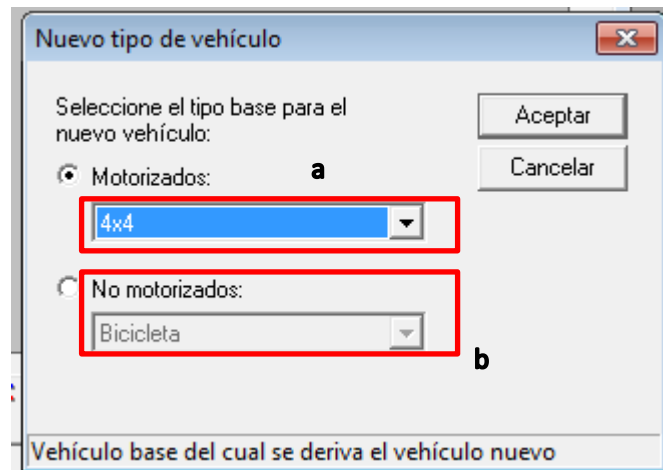 Nuevo tipo de vehículo
Seleccione el tipo base para el
nuevo vehículo:
Aceptar
Cancelar
Motorizados:
a
4x4
No motorizados:
Bicicleta
b
Vehículo base del cual se deriva el vehículo nuevo